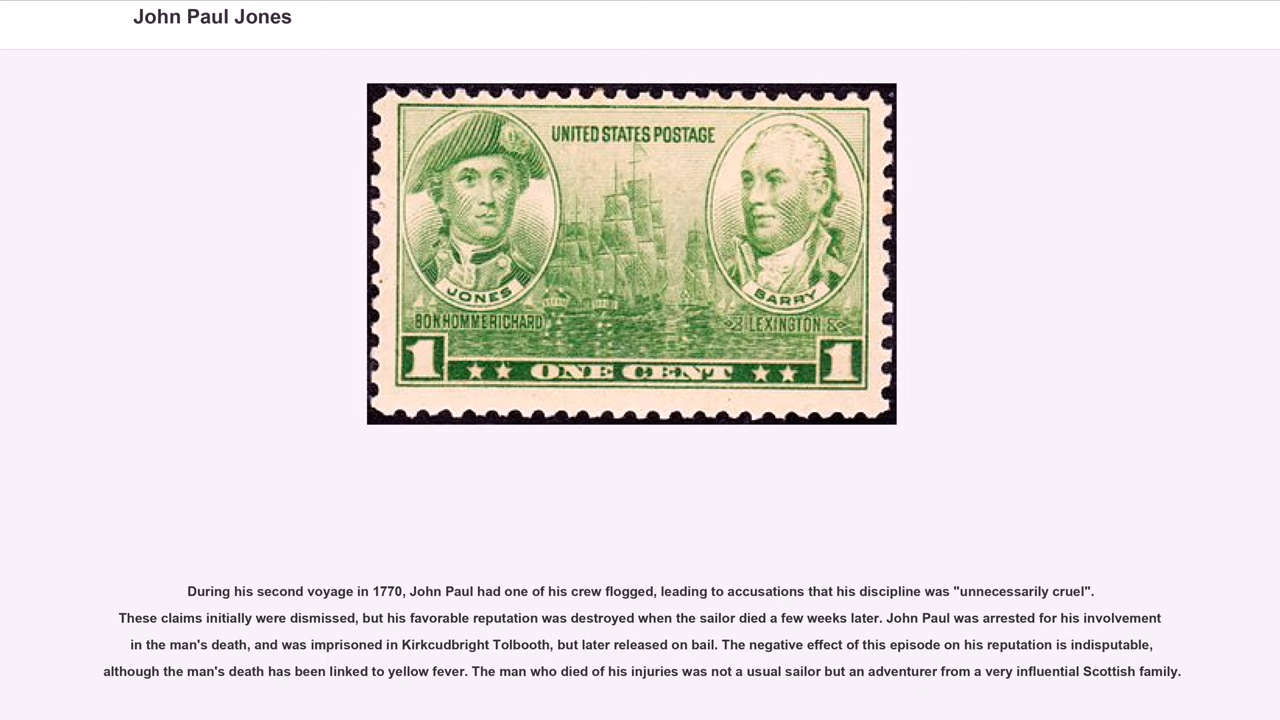 John Paul Jones
UNITED STATES POSTAGE
JONES
BARRY
BONHOMME RICHARD
LEXINGTON
1
ONE CENT
1
During his second voyage in 1770, John Paul had one of his crew flogged, leading to accusations that his discipline was "unnecessarily cruel".
These claims initially were dismissed, but his favorable reputation was destroyed when the sailor died a few weeks later. John Paul was arrested for his involvement
in the man's death, and was imprisoned in Kirkcudbright Tolbooth, but later released on bail. The negative effect of this episode on his reputation is indisputable,
although the man's death has been linked to yellow fever. The man who died of his injuries was not a usual sailor but an adventurer from a very influential Scottish family.